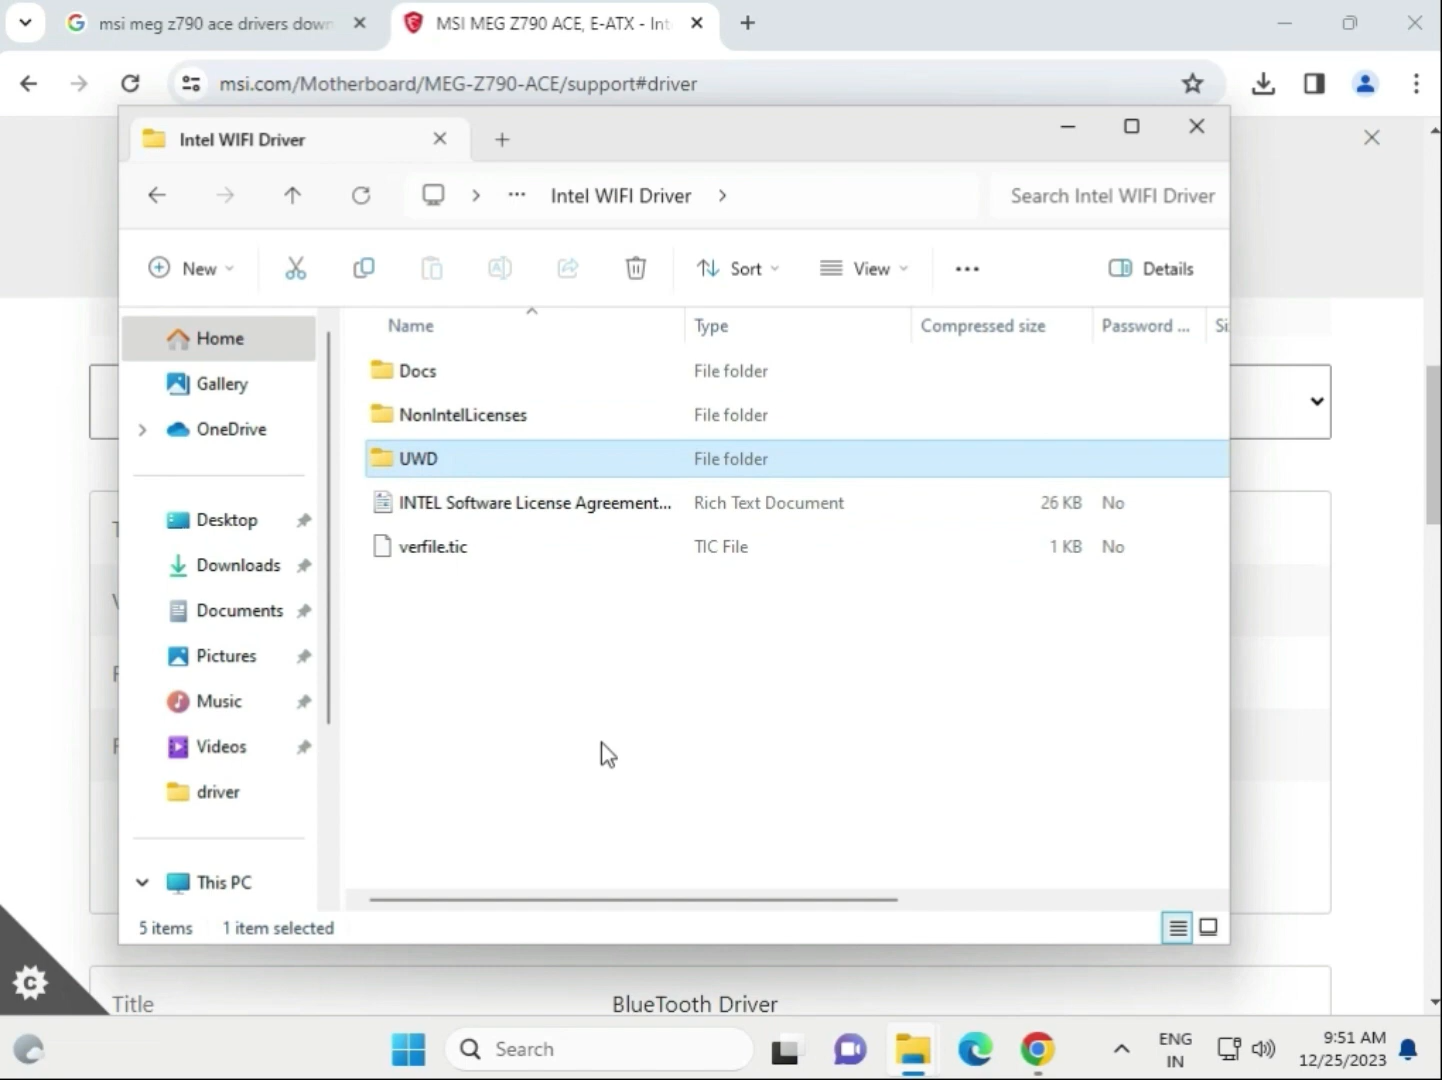 msi meg z790 ace drivers down
MSI MEG Z790 ACE, E-ATX - Int
msi.com/Motherboard/MEG-Z790-ACE/support#driver
Intel WIFI Driver
Intel WIFI Driver
Search Intel WIFI Driver
New
Sort
View
Details
Home
Gallery
OneDrive
Desktop
Downloads
Documents
Pictures
Music
Videos
driver
This PC
Name Type Compressed size Password ... Si
Docs File folder
NonIntelLicenses File folder
UWD File folder
INTEL Software License Agreement... Rich Text Document 26 KB No
verfile.tic TIC File 1 KB No
5 items 1 item selected
Title BlueTooth Driver
Search
ENG
IN
9:51 AM
12/25/2023